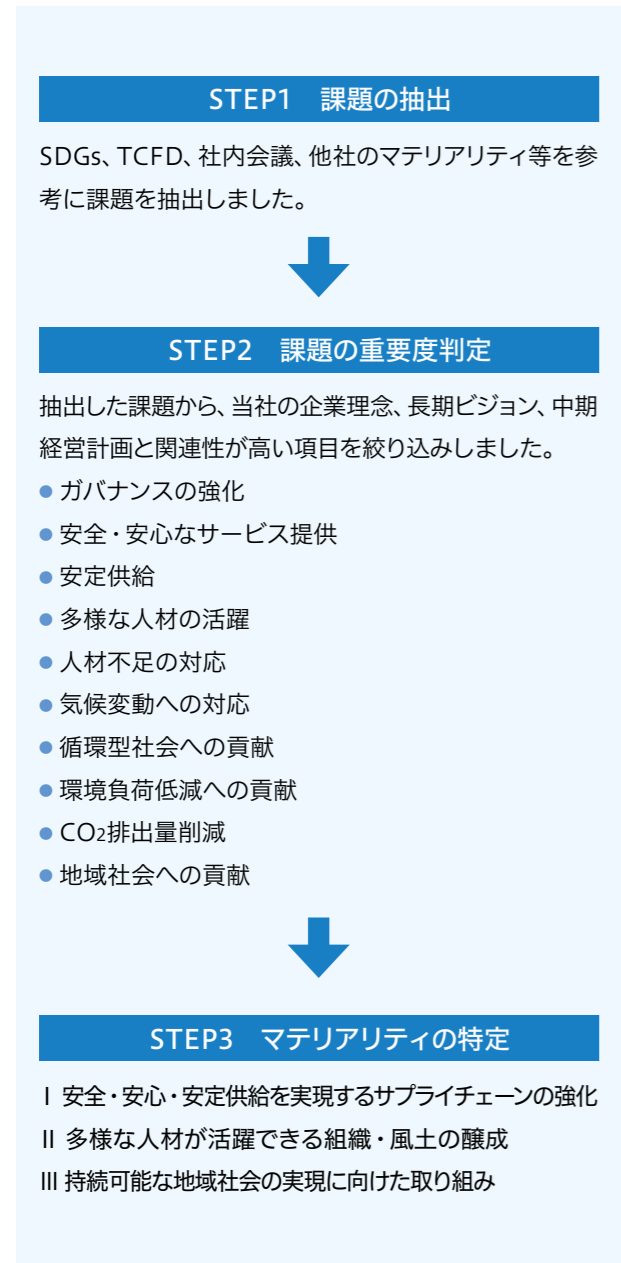 STEP1　課題の抽出
SDGs、TCFD、社内会議、他社のマテリアリティ等を参
考に課題を抽出しました。
STEP2　課題の重要度判定
抽出した課題から、当社の企業理念、長期ビジョン、中期
経営計画と関連性が高い項目を絞り込みしました。
● ガバナンスの強化
● 安全・安心なサービス提供
● 安定供給
● 多様な人材の活躍
● 人材不足の対応
● 気候変動への対応
● 循環型社会への貢献
● 環境負荷低減への貢献
● CO₂排出量削減
● 地域社会への貢献
STEP3　マテリアリティの特定
Ⅰ 安全・安心・安定供給を実現するサプライチェーンの強化
Ⅱ 多様な人材が活躍できる組織・風土の醸成
Ⅲ 持続可能な地域社会の実現に向けた取り組み